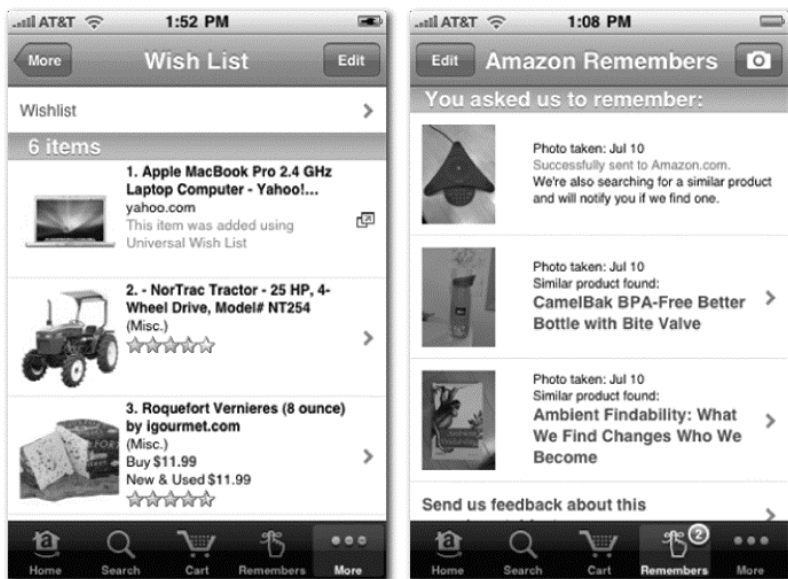 AT&T 1:52 PM
More Wish List Edit
Wishlist
6 items
1. Apple MacBook Pro 2.4 GHz
Laptop Computer - Yahoo!...
yahoo.com
This item was added using
Universal Wish List
2. - NorTrac Tractor - 25 HP, 4-
Wheel Drive, Model# NT254
(Misc.)
3. Roquefort Vernieres (8 ounce)
by igourmet.com
(Misc.)
Buy $11.99
New & Used $11.99
Home Search Cart Remembers More
AT&T 1:08 PM
Edit Amazon Remembers
You asked us to remember:
Photo taken: Jul 10
Successfully sent to Amazon.com.
We're also searching for a similar product
and will notify you if we find one.
Photo taken: Jul 10
Similar product found:
CamelBak BPA-Free Better
Bottle with Bite Valve
Photo taken: Jul 10
Similar product found:
Ambient Findability: What
We Find Changes Who We
Become
Send us feedback about this
2
Home Search Cart Remembers More